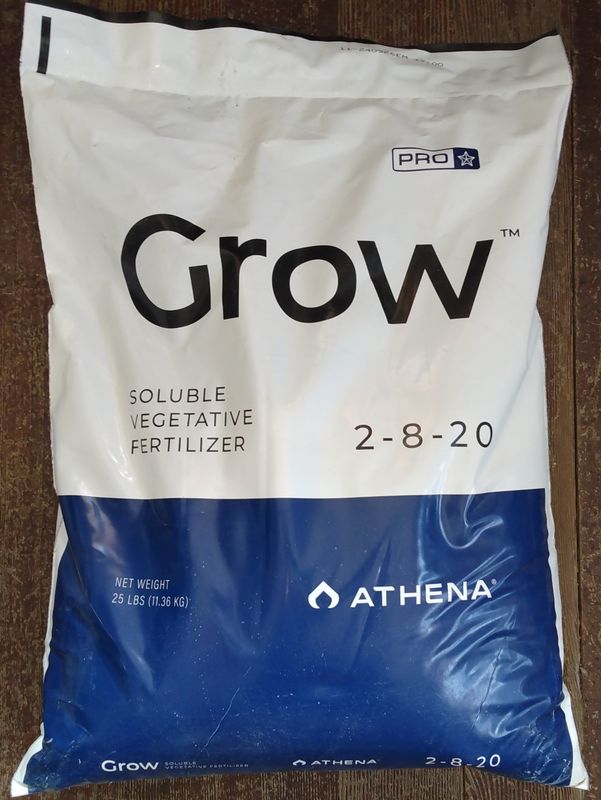 PRO
Grow™
SOLUBLE
VEGETATIVE
FERTILIZER
2-8-20
NET WEIGHT
25 LBS (11.36 KG)
ATHENA®
Grow SOLUBLE
VEGETATIVE FERTILIZER
ATHENA®
2-8-20